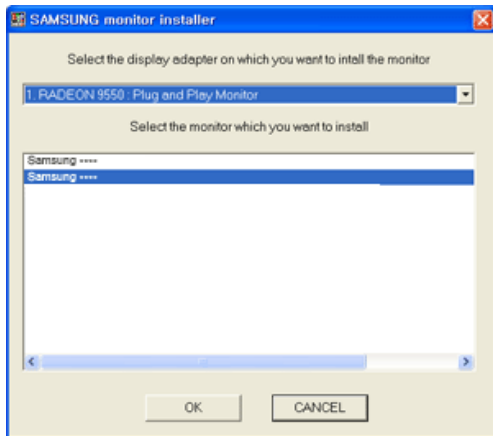 SAMSUNG monitor installer
Select the display adapter on which you want to intall the monitor
1. RADEON 9550 : Plug and Play Monitor
Select the monitor which you want to install
Samsung ----
Samsung ----
OK
CANCEL